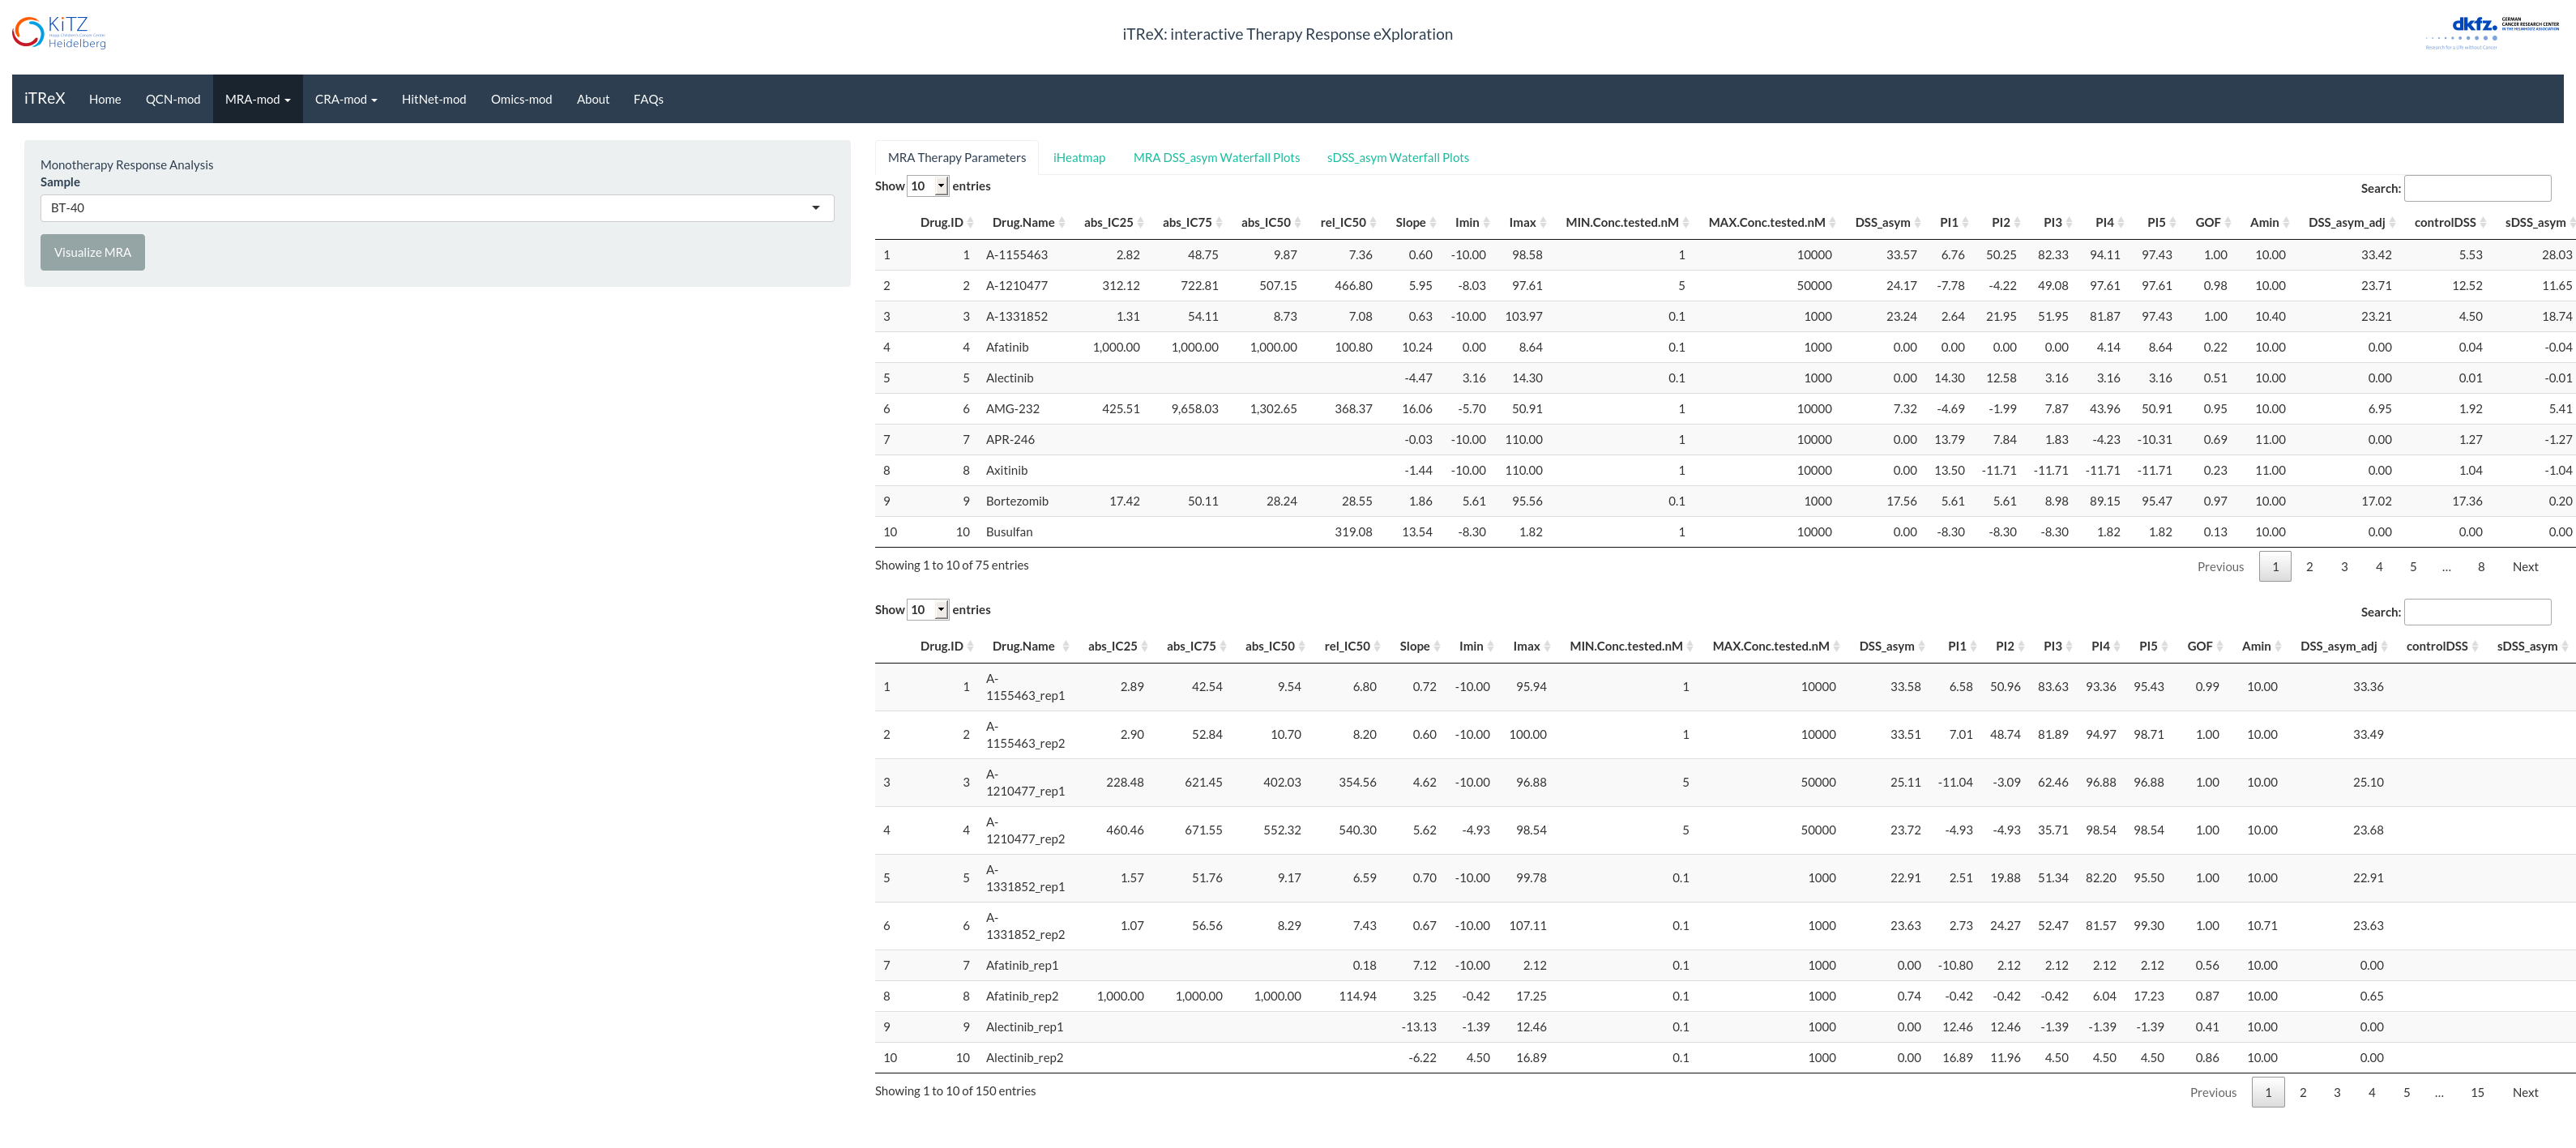 KiTZ
Hopp Children's Cancer Center
Heidelberg
iTReX: interactive Therapy Response eXploration
dkfz. GERMAN CANCER RESEARCH CENTER IN THE HELMHOLTZ ASSOCIATION
Research for a Life without Cancer
iTReX Home QCN-mod MRA-mod CRA-mod HitNet-mod Omics-mod About FAQs
Monotherapy Response Analysis
Sample
BT-40
Visualize MRA
MRA Therapy Parameters iHeatmap MRA DSS_asym Waterfall Plots sDSS_asym Waterfall Plots
Show 10 entries Search:
Drug.ID Drug.Name abs_IC25 abs_IC75 abs_IC50 rel_IC50 Slope Imin Imax MIN.Conc.tested.nM MAX.Conc.tested.nM DSS_asym PI1 PI2 PI3 PI4 PI5 GOF Amin DSS_asym_adj controlDSS sDSS_asym
1 1 A-1155463 2.82 48.75 9.87 7.36 0.60 -10.00 98.58 1 10000 33.57 6.76 50.25 82.33 94.11 97.43 1.00 10.00 33.42 5.53 28.03
2 2 A-1210477 312.12 722.81 507.15 466.80 5.95 -8.03 97.61 5 50000 24.17 -7.78 -4.22 49.08 97.61 97.61 0.98 10.00 23.71 12.52 11.65
3 3 A-1331852 1.31 54.11 8.73 7.08 0.63 -10.00 103.97 0.1 1000 23.24 2.64 21.95 51.95 81.87 97.43 1.00 10.40 23.21 4.50 18.74
4 4 Afatinib 1,000.00 1,000.00 1,000.00 100.80 10.24 0.00 8.64 0.1 1000 0.00 0.00 0.00 0.00 4.14 8.64 0.22 10.00 0.00 0.04 -0.04
5 5 Alectinib -4.47 3.16 14.30 0.1 1000 0.00 14.30 12.58 3.16 3.16 3.16 0.51 10.00 0.00 0.01 -0.01
6 6 AMG-232 425.51 9,658.03 1,302.65 368.37 16.06 -5.70 50.91 1 10000 7.32 -4.69 -1.99 7.87 43.96 50.91 0.95 10.00 6.95 1.92 5.41
7 7 APR-246 -0.03 -10.00 110.00 1 10000 0.00 13.79 7.84 1.83 -4.23 -10.31 0.69 11.00 0.00 1.27 -1.27
8 8 Axitinib -1.44 -10.00 110.00 1 10000 0.00 13.50 -11.71 -11.71 -11.71 -11.71 0.23 11.00 0.00 1.04 -1.04
9 9 Bortezomib 17.42 50.11 28.24 28.55 1.86 5.61 95.56 0.1 1000 17.56 5.61 5.61 8.98 89.15 95.47 0.97 10.00 17.02 17.36 0.20
10 10 Busulfan 319.08 13.54 -8.30 1.82 1 10000 0.00 -8.30 -8.30 -8.30 1.82 1.82 0.13 10.00 0.00 0.00 0.00
Showing 1 to 10 of 75 entries Previous 1 2 3 4 5 … 8 Next
Show 10 entries Search:
Drug.ID Drug.Name abs_IC25 abs_IC75 abs_IC50 rel_IC50 Slope Imin Imax MIN.Conc.tested.nM MAX.Conc.tested.nM DSS_asym PI1 PI2 PI3 PI4 PI5 GOF Amin DSS_asym_adj controlDSS sDSS_asym
1 1 A-1155463_rep1 2.89 42.54 9.54 6.80 0.72 -10.00 95.94 1 10000 33.58 6.58 50.96 83.63 93.36 95.43 0.99 10.00 33.36
2 2 A-1155463_rep2 2.90 52.84 10.70 8.20 0.60 -10.00 100.00 1 10000 33.51 7.01 48.74 81.89 94.97 98.71 1.00 10.00 33.49
3 3 A-1210477_rep1 228.48 621.45 402.03 354.56 4.62 -10.00 96.88 5 50000 25.11 -11.04 -3.09 62.46 96.88 96.88 1.00 10.00 25.10
4 4 A-1210477_rep2 460.46 671.55 552.32 540.30 5.62 -4.93 98.54 5 50000 23.72 -4.93 -4.93 35.71 98.54 98.54 1.00 10.00 23.68
5 5 A-1331852_rep1 1.57 51.76 9.17 6.59 0.70 -10.00 99.78 0.1 1000 22.91 2.51 19.88 51.34 82.20 95.50 1.00 10.00 22.91
6 6 A-1331852_rep2 1.07 56.56 8.29 7.43 0.67 -10.00 107.11 0.1 1000 23.63 2.73 24.27 52.47 81.57 99.30 1.00 10.71 23.63
7 7 Afatinib_rep1 0.18 7.12 -10.00 2.12 0.1 1000 0.00 -10.80 2.12 2.12 2.12 2.12 0.56 10.00 0.00
8 8 Afatinib_rep2 1,000.00 1,000.00 1,000.00 114.94 3.25 -0.42 17.25 0.1 1000 0.74 -0.42 -0.42 -0.42 6.04 17.23 0.87 10.00 0.65
9 9 Alectinib_rep1 -13.13 -1.39 12.46 0.1 1000 0.00 12.46 12.46 -1.39 -1.39 -1.39 0.41 10.00 0.00
10 10 Alectinib_rep2 -6.22 4.50 16.89 0.1 1000 0.00 16.89 11.96 4.50 4.50 4.50 0.86 10.00 0.00
Showing 1 to 10 of 150 entries Previous 1 2 3 4 5 … 15 Next